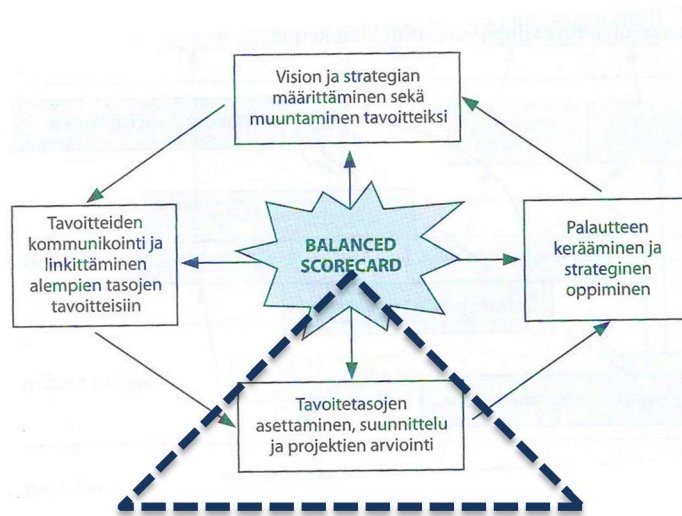 Vision ja strategian
määrittäminen sekä
muuntaminen tavoitteiksi
Tavoitteiden
kommunikointi ja
linkittäminen
alempien tasojen
tavoitteisiin
BALANCED
SCORECARD
Palautteen
kerääminen ja
strateginen
oppiminen
Tavoitetasojen
asettaminen, suunnittelu
ja projektien arviointi